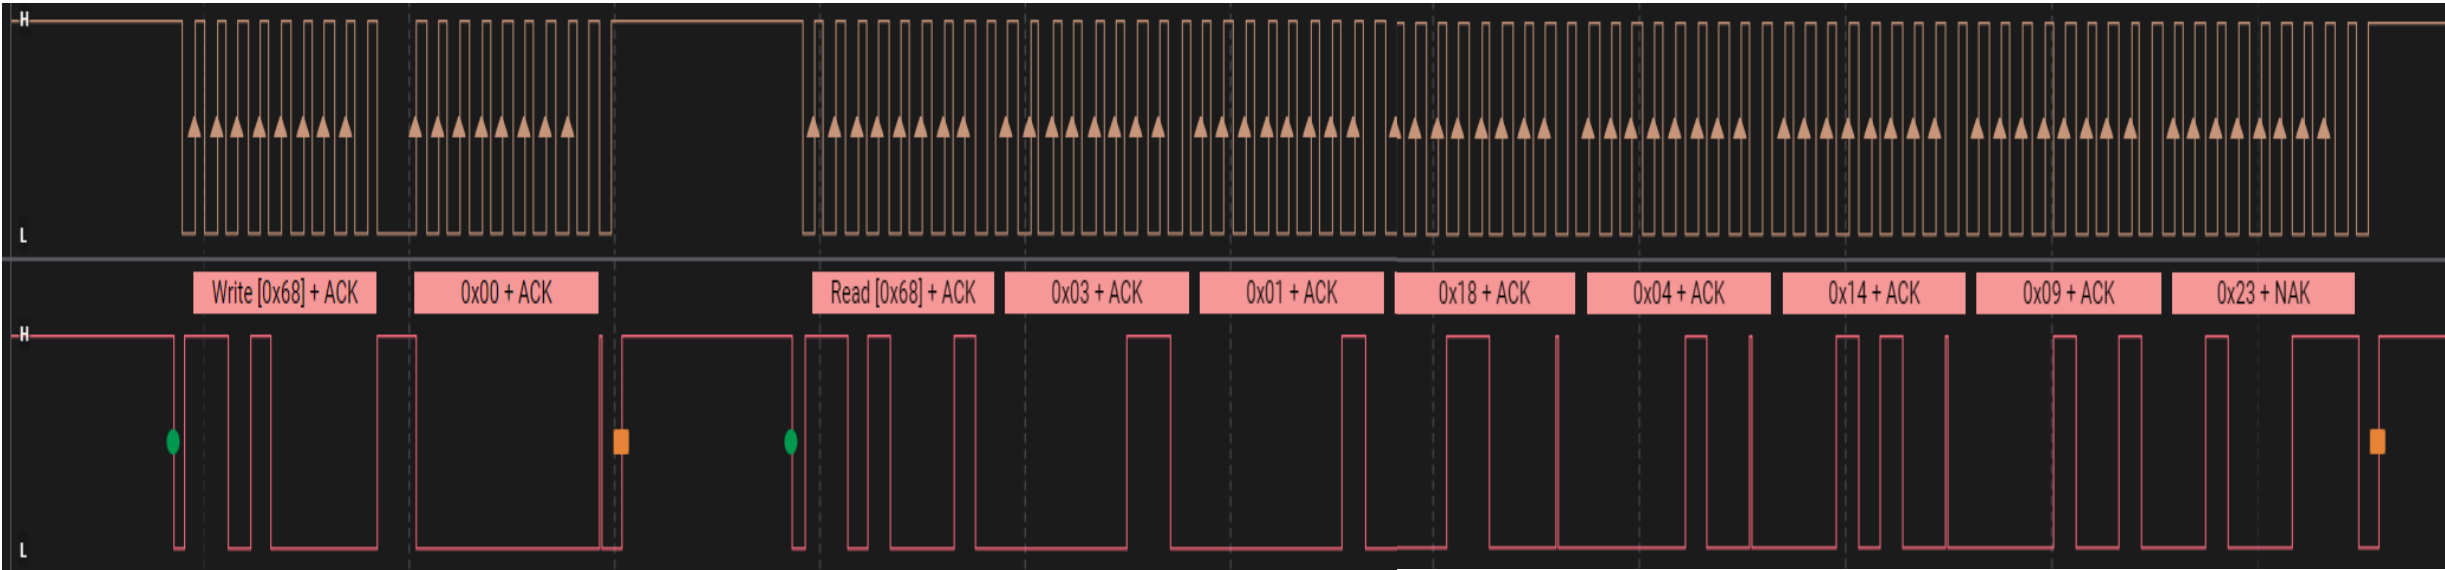 H
L
Write [0x68] + ACK
0x00 + ACK
Read [0x68] + ACK
0x03 + ACK
0x01 + ACK
0x18 + ACK
0x04 + ACK
0x14 + ACK
0x09 + ACK
0x23 + NAK
H
L